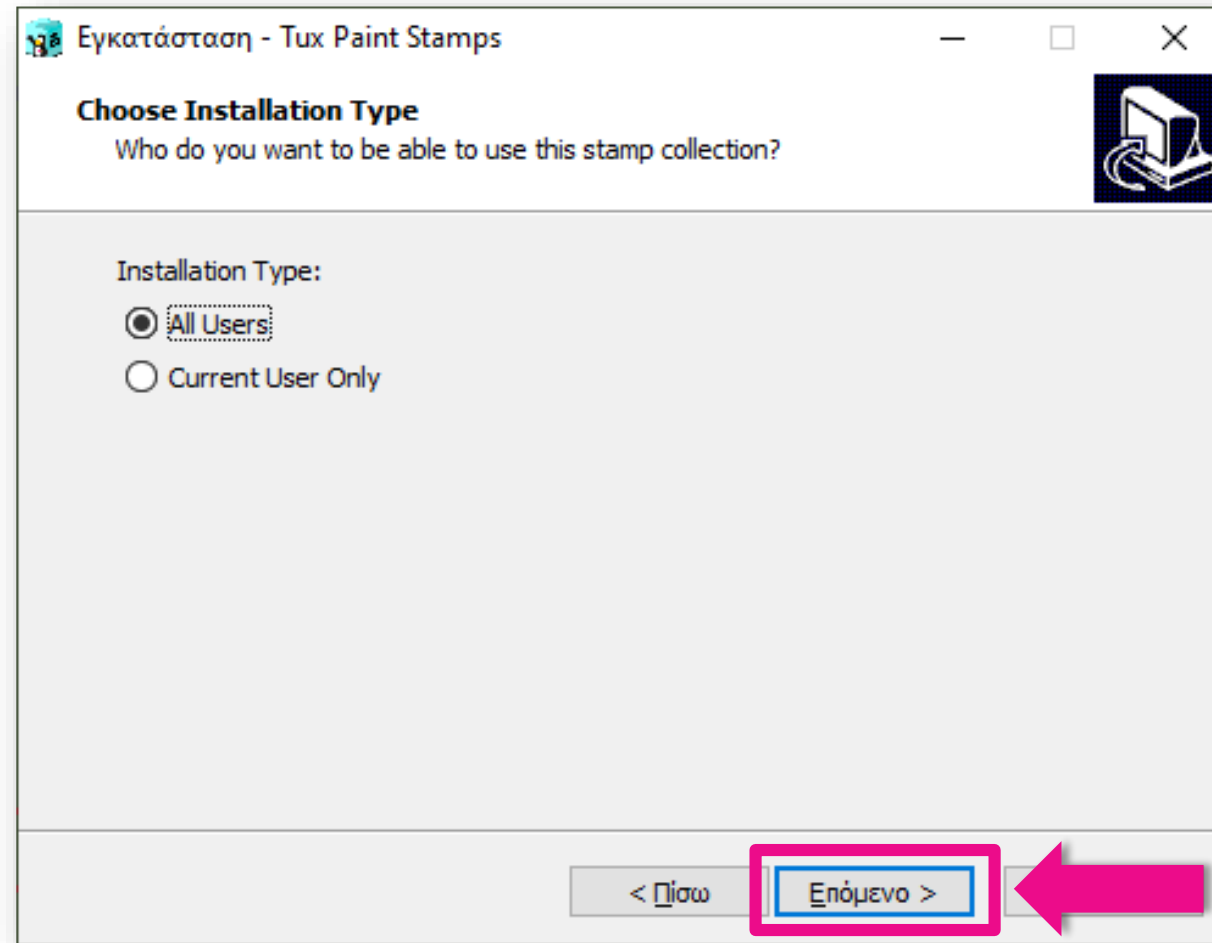 Εγκατάσταση - Tux Paint Stamps
Choose Installation Type
Who do you want to be able to use this stamp collection?
Installation Type:
All Users
Current User Only
< Πίσω
Επόμενο >